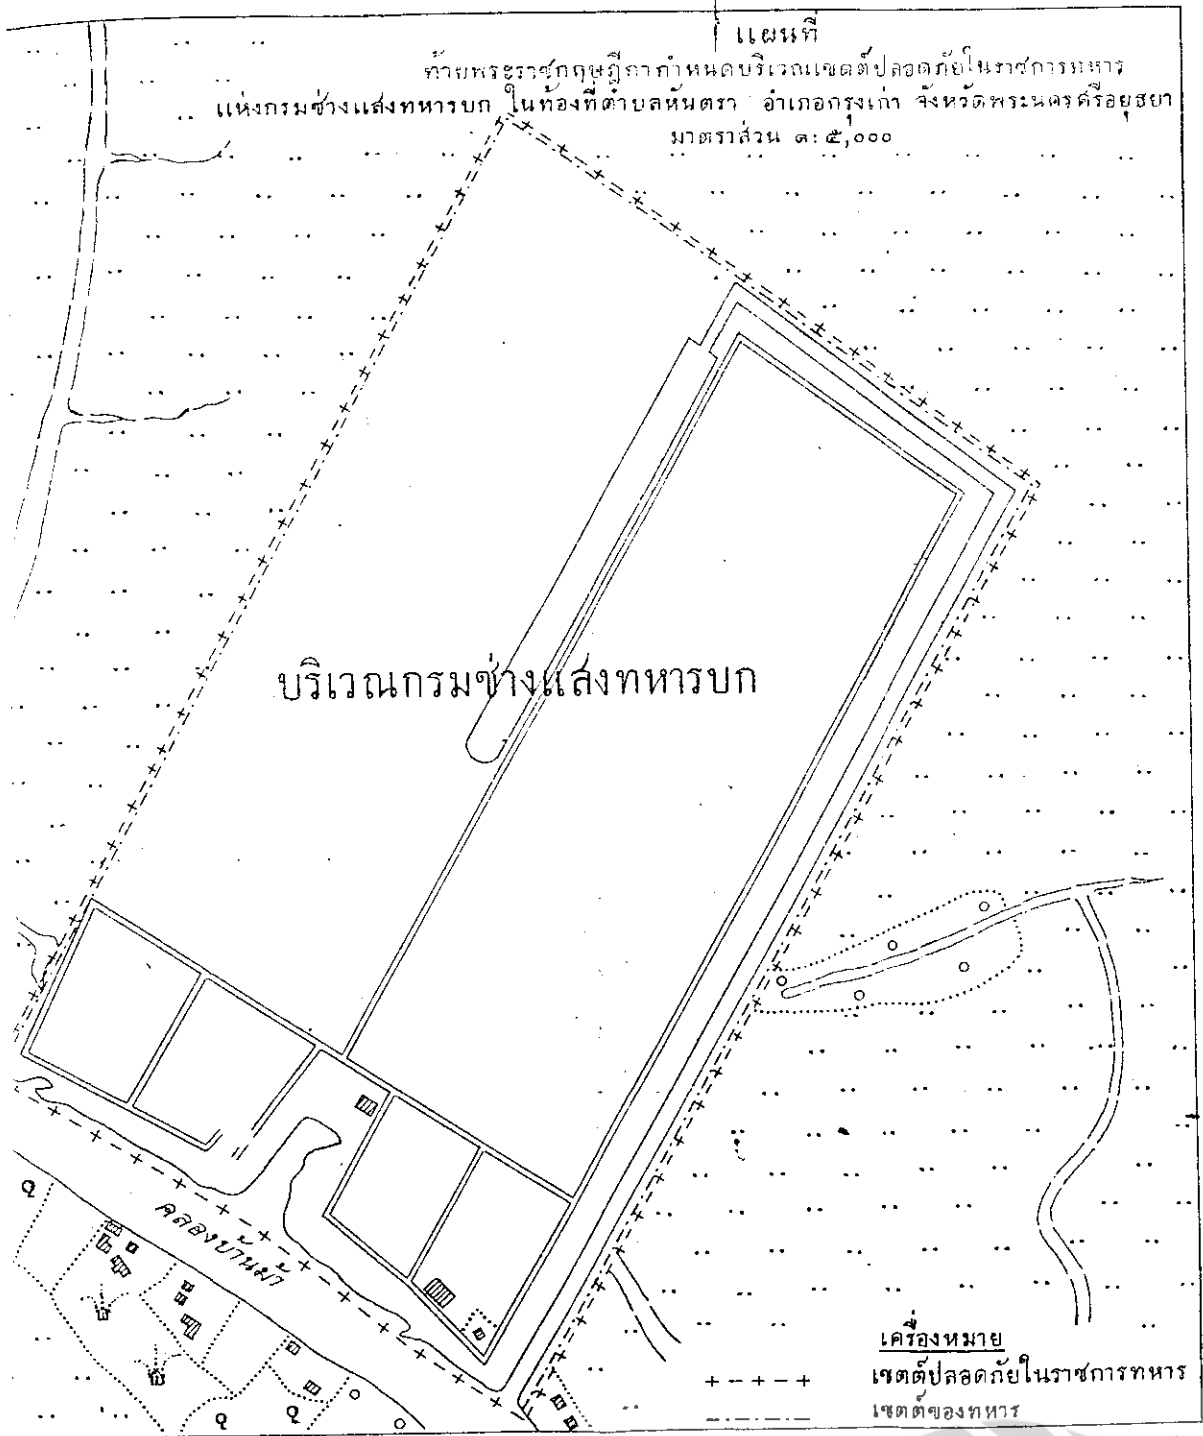 แผนที่
ท้ายพระราชกฤษฎีกากำหนดบริเวณเขตต์ปลอดภัยในราชการทหาร
แห่งกรมช่างแสงทหารบก ในท้องที่ตำบลหันตรา อำเภอกรุงเก่า จังหวัดพระนครศรีอยุธยา
มาตราส่วน ๑:๕,๐๐๐
บริเวณกรมช่างแสงทหารบก
คลองบ้านม้า
เครื่องหมาย
เขตต์ปลอดภัยในราชการทหาร
เขตต์ของทหาร